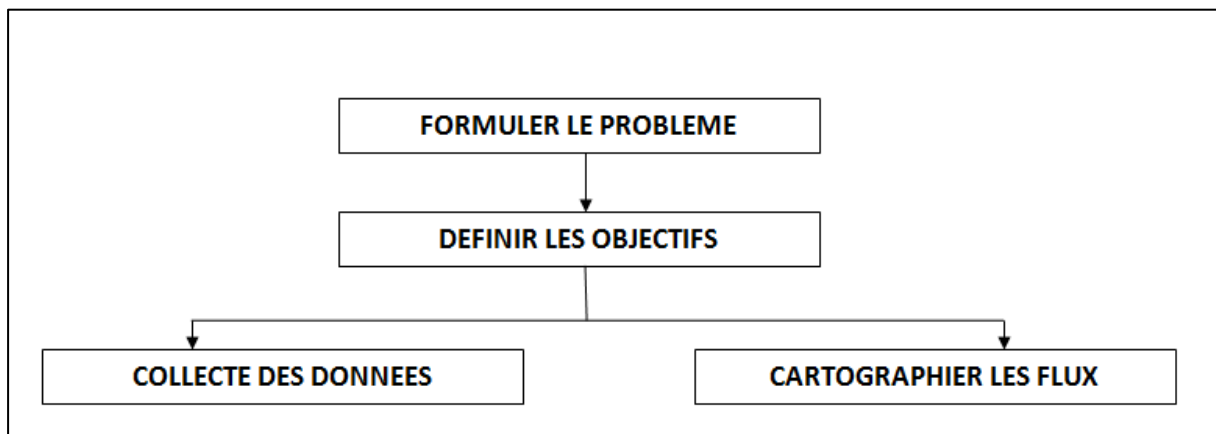 FORMULER LE PROBLEME
DEFINIR LES OBJECTIFS
COLLECTE DES DONNEES
CARTOGRAPHIER LES FLUX